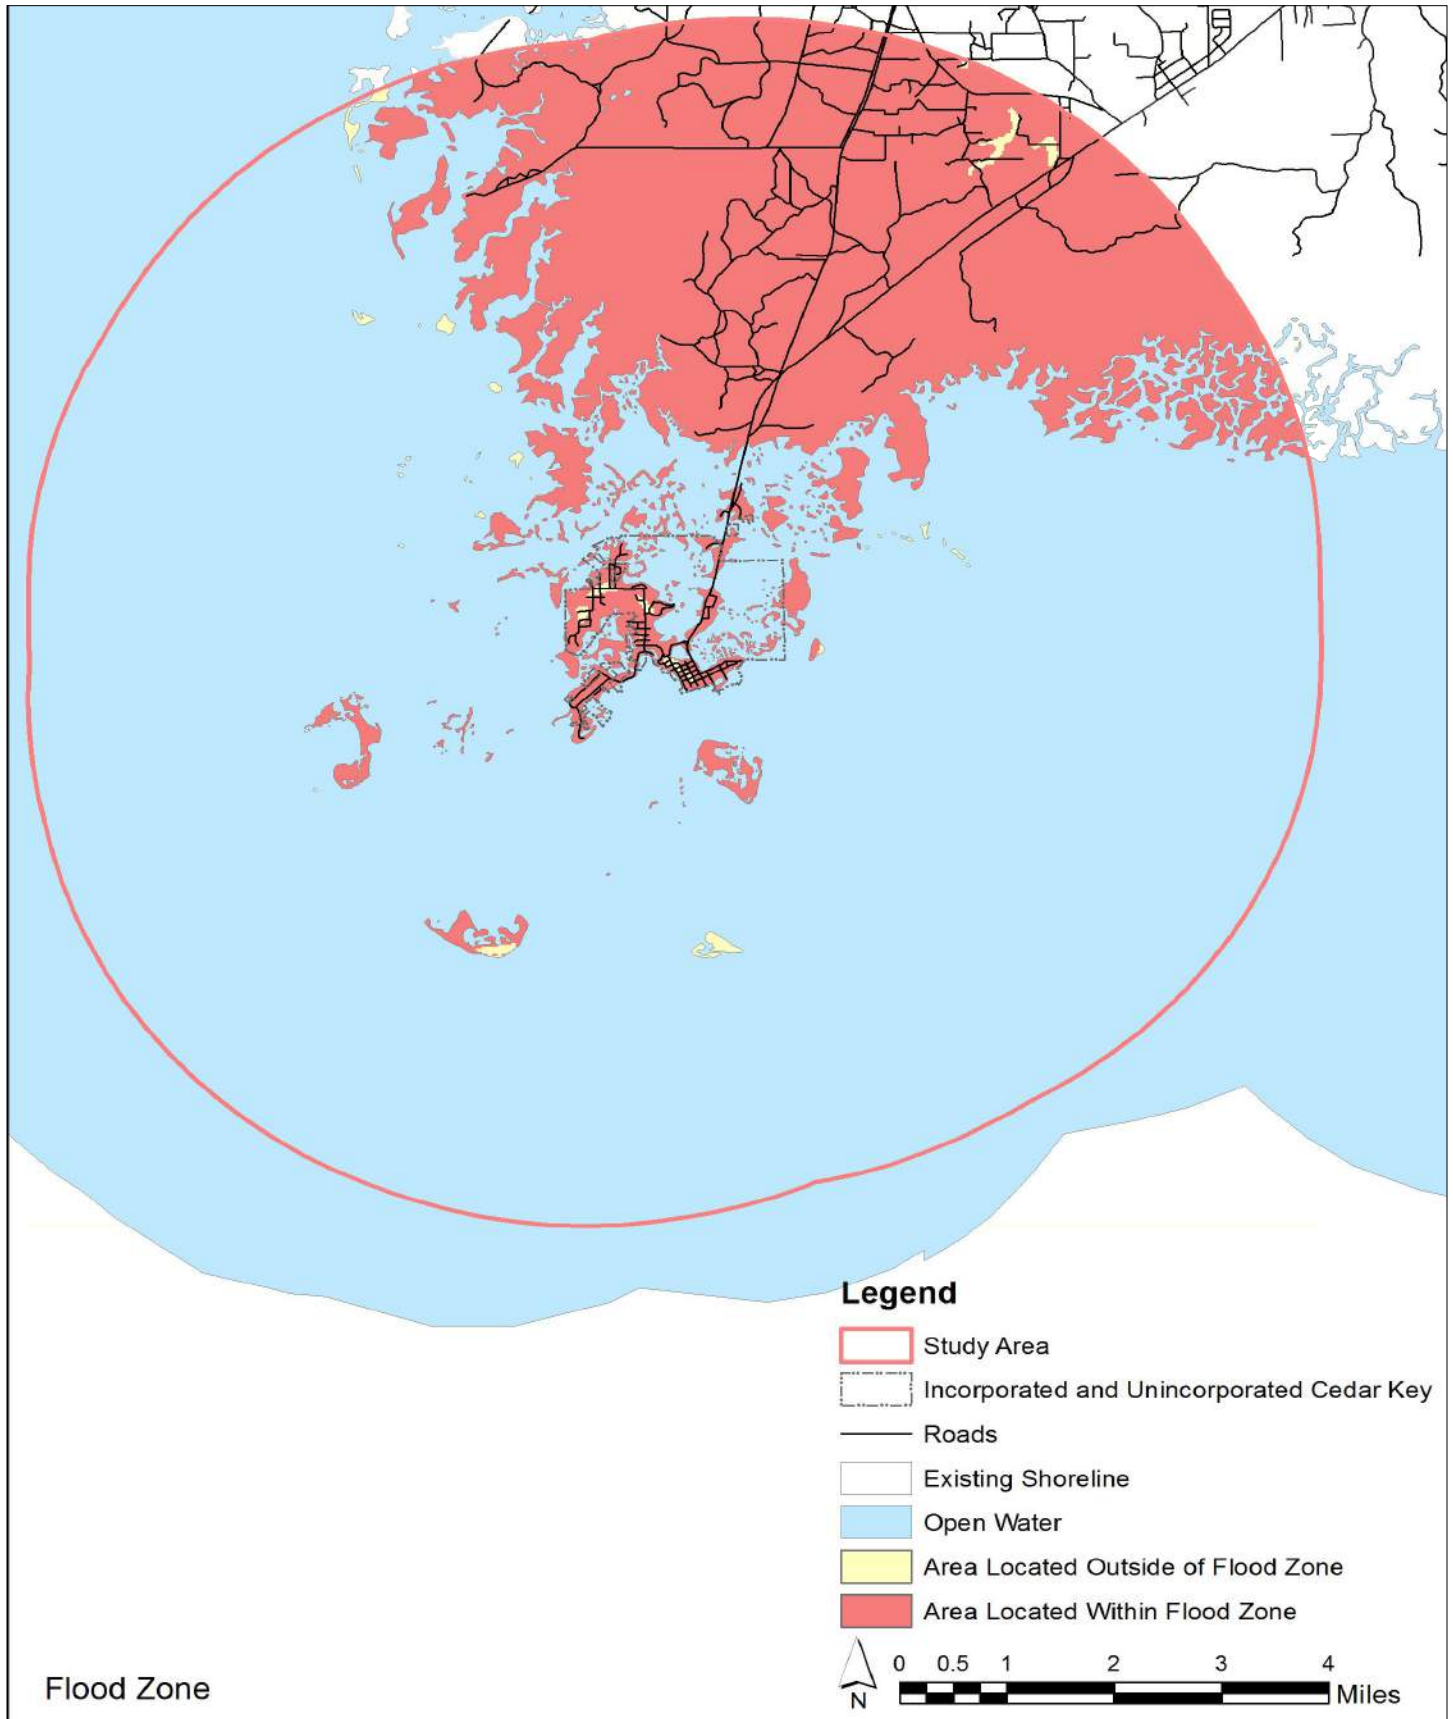 Legend
Study Area
Incorporated and Unincorporated Cedar Key
Roads
Existing Shoreline
Open Water
Area Located Outside of Flood Zone
Area Located Within Flood Zone
0 0.5 1 2 3 4
Miles
N
Flood Zone